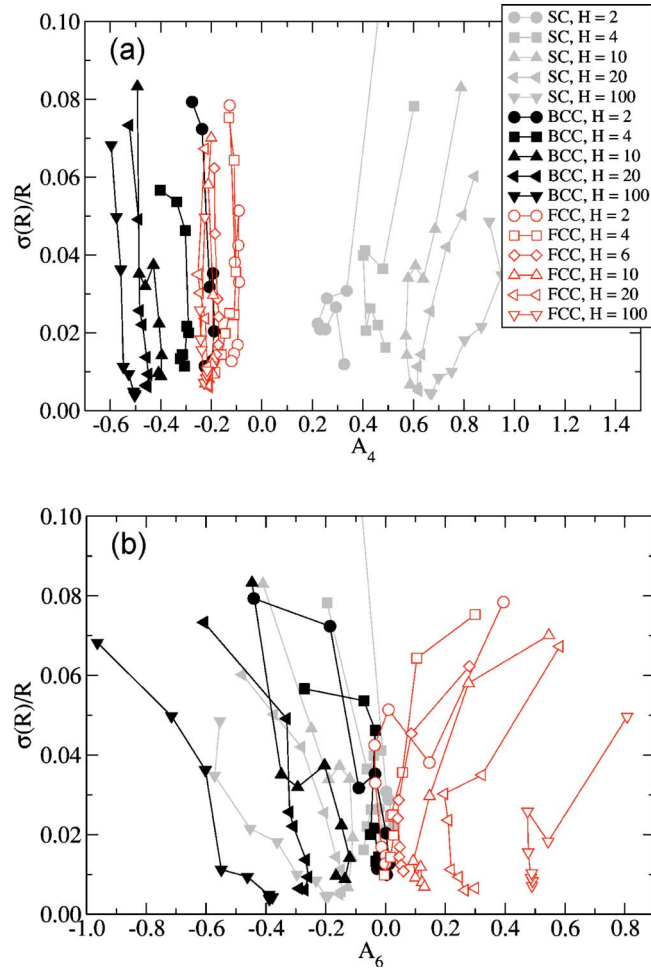 0.10
(a)
0.08
0.06
σ(R)/R
0.04
0.02
0.00
-0.6 -0.4 -0.2 0.0 0.2 0.4 0.6 0.8 1.0 1.2 1.4
A4
SC, H = 2
SC, H = 4
SC, H = 10
SC, H = 20
SC, H = 100
BCC, H = 2
BCC, H = 4
BCC, H = 10
BCC, H = 20
BCC, H = 100
FCC, H = 2
FCC, H = 4
FCC, H = 6
FCC, H = 10
FCC, H = 20
FCC, H = 100
0.10
(b)
0.08
0.06
σ(R)/R
0.04
0.02
0.00
-1.0 -0.8 -0.6 -0.4 -0.2 0.0 0.2 0.4 0.6 0.8
A6